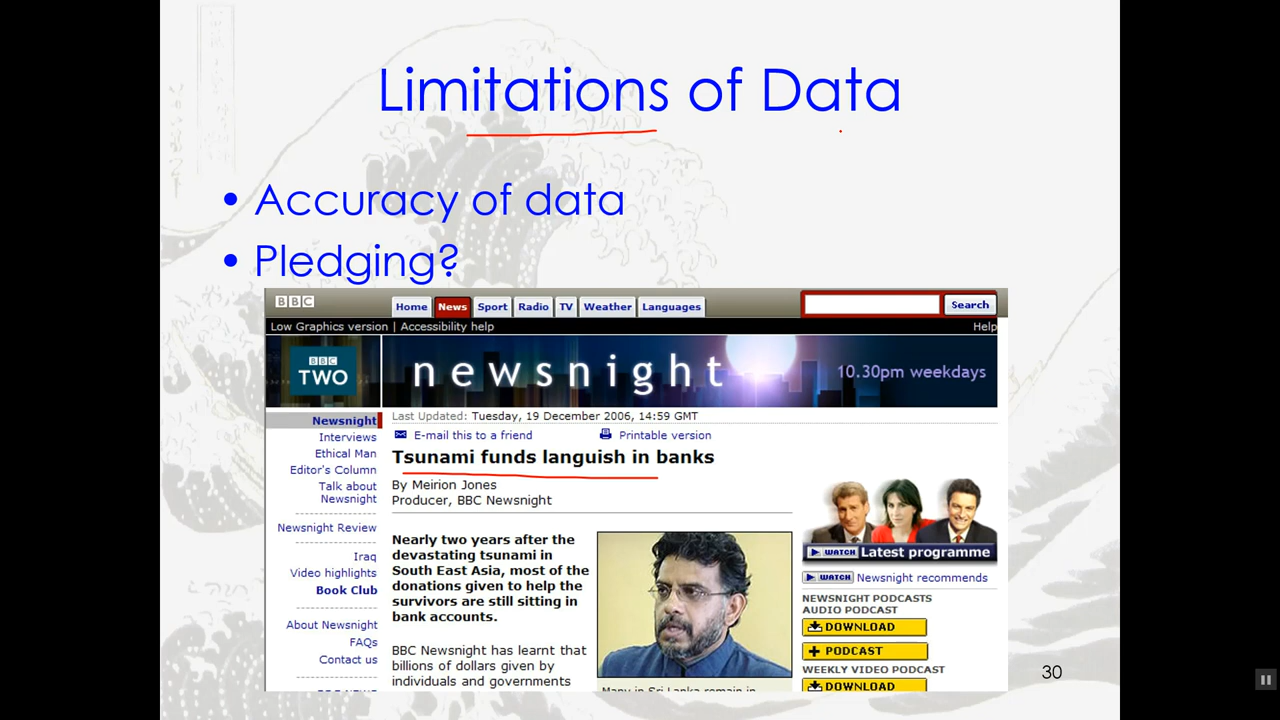 Limitations of Data
• Accuracy of data
• Pledging?
BBC
Home News Sport Radio TV Weather Languages
Search
Low Graphics version | Accessibility help
Help
BBC
TWO
newsnight
10.30pm weekdays
Newsnight
Interviews
Ethical Man
Editor's Column
Talk about
Newsnight
Newsnight Review
Iraq
Video highlights
Book Club
About Newsnight
FAQs
Contact us
Last Updated: Tuesday, 19 December 2006, 14:59 GMT
E-mail this to a friend
Printable version
Tsunami funds languish in banks
By Meirion Jones
Producer, BBC Newsnight
Nearly two years after the
devastating tsunami in
South East Asia, most of the
donations given to help the
survivors are still sitting in
bank accounts.
BBC Newsnight has learnt that
billions of dollars given by
individuals and governments
Many in Sri Lanka remain in
WATCH Latest programme
WATCH Newsnight recommends
NEWSNIGHT PODCASTS
AUDIO PODCAST
DOWNLOAD
PODCAST
WEEKLY VIDEO PODCAST
DOWNLOAD
30